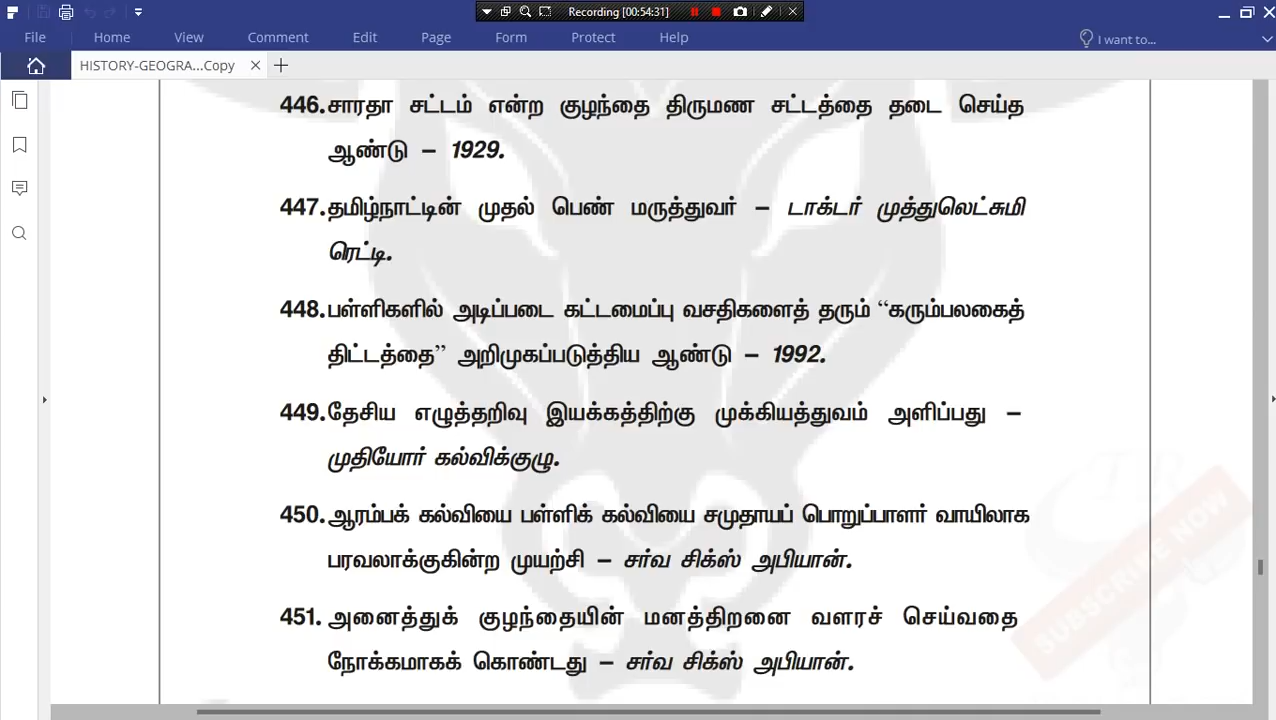 Recording [00:54:31]
File Home View Comment Edit Page Form Protect Help I want to...
HISTORY-GEOGRA...Copy
446. சாரதா சட்டம் என்ற குழந்தை திருமண சட்டத்தை தடை செய்த
ஆண்டு – 1929.
447. தமிழ்நாட்டின் முதல் பெண் மருத்துவர் – டாக்டர் முத்துலெட்சுமி
ரெட்டி.
448. பள்ளிகளில் அடிப்படை கட்டமைப்பு வசதிகளைத் தரும் “கரும்பலகைத்
திட்டத்தை” அறிமுகப்படுத்திய ஆண்டு – 1992.
449. தேசிய எழுத்தறிவு இயக்கத்திற்கு முக்கியத்துவம் அளிப்பது –
முதியோர் கல்விக்குழு.
450. ஆரம்பக் கல்வியை பள்ளிக் கல்வியை சமுதாயப் பொறுப்பாளர் வாயிலாக
பரவலாக்குகின்ற முயற்சி – சர்வ சிக்ஸ் அபியான்.
451. அனைத்துக் குழந்தையின் மனத்திறனை வளரச் செய்வதை
நோக்கமாகக் கொண்டது – சர்வ சிக்ஸ் அபியான்.
SUBSCRIBE NOW